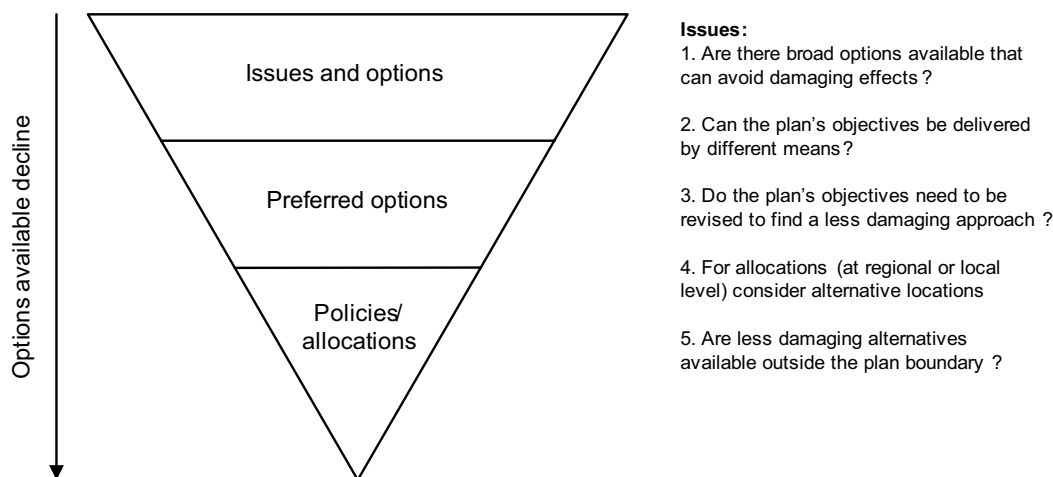 Options available decline
Issues and options
Preferred options
Policies/
allocations
Issues:
1. Are there broad options available that
can avoid damaging effects ?
2. Can the plan’s objectives be delivered
by different means?
3. Do the plan’s objectives need to be
revised to find a less damaging approach ?
4. For allocations (at regional or local
level) consider alternative locations
5. Are less damaging alternatives
available outside the plan boundary ?